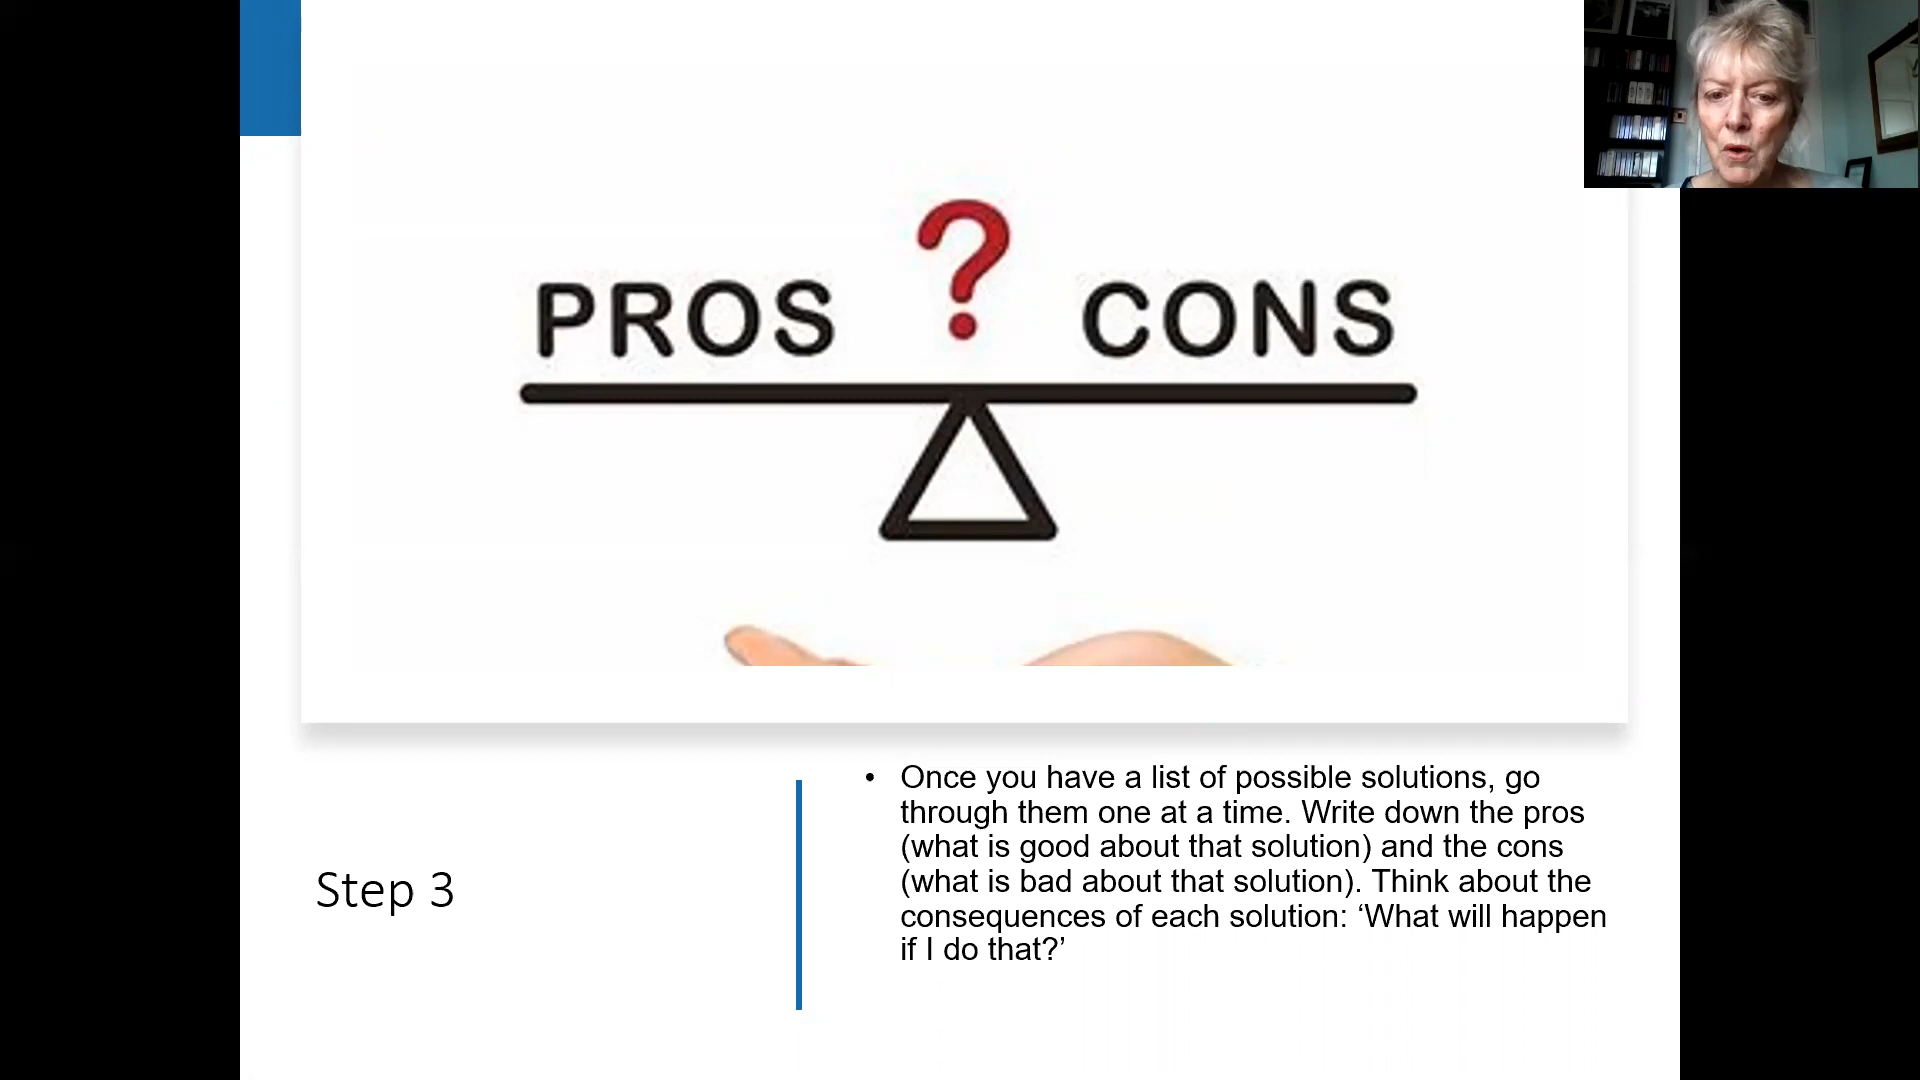 PROS ? CONS
Step 3
• Once you have a list of possible solutions, go
through them one at a time. Write down the pros
(what is good about that solution) and the cons
(what is bad about that solution). Think about the
consequences of each solution: ‘What will happen
if I do that?’